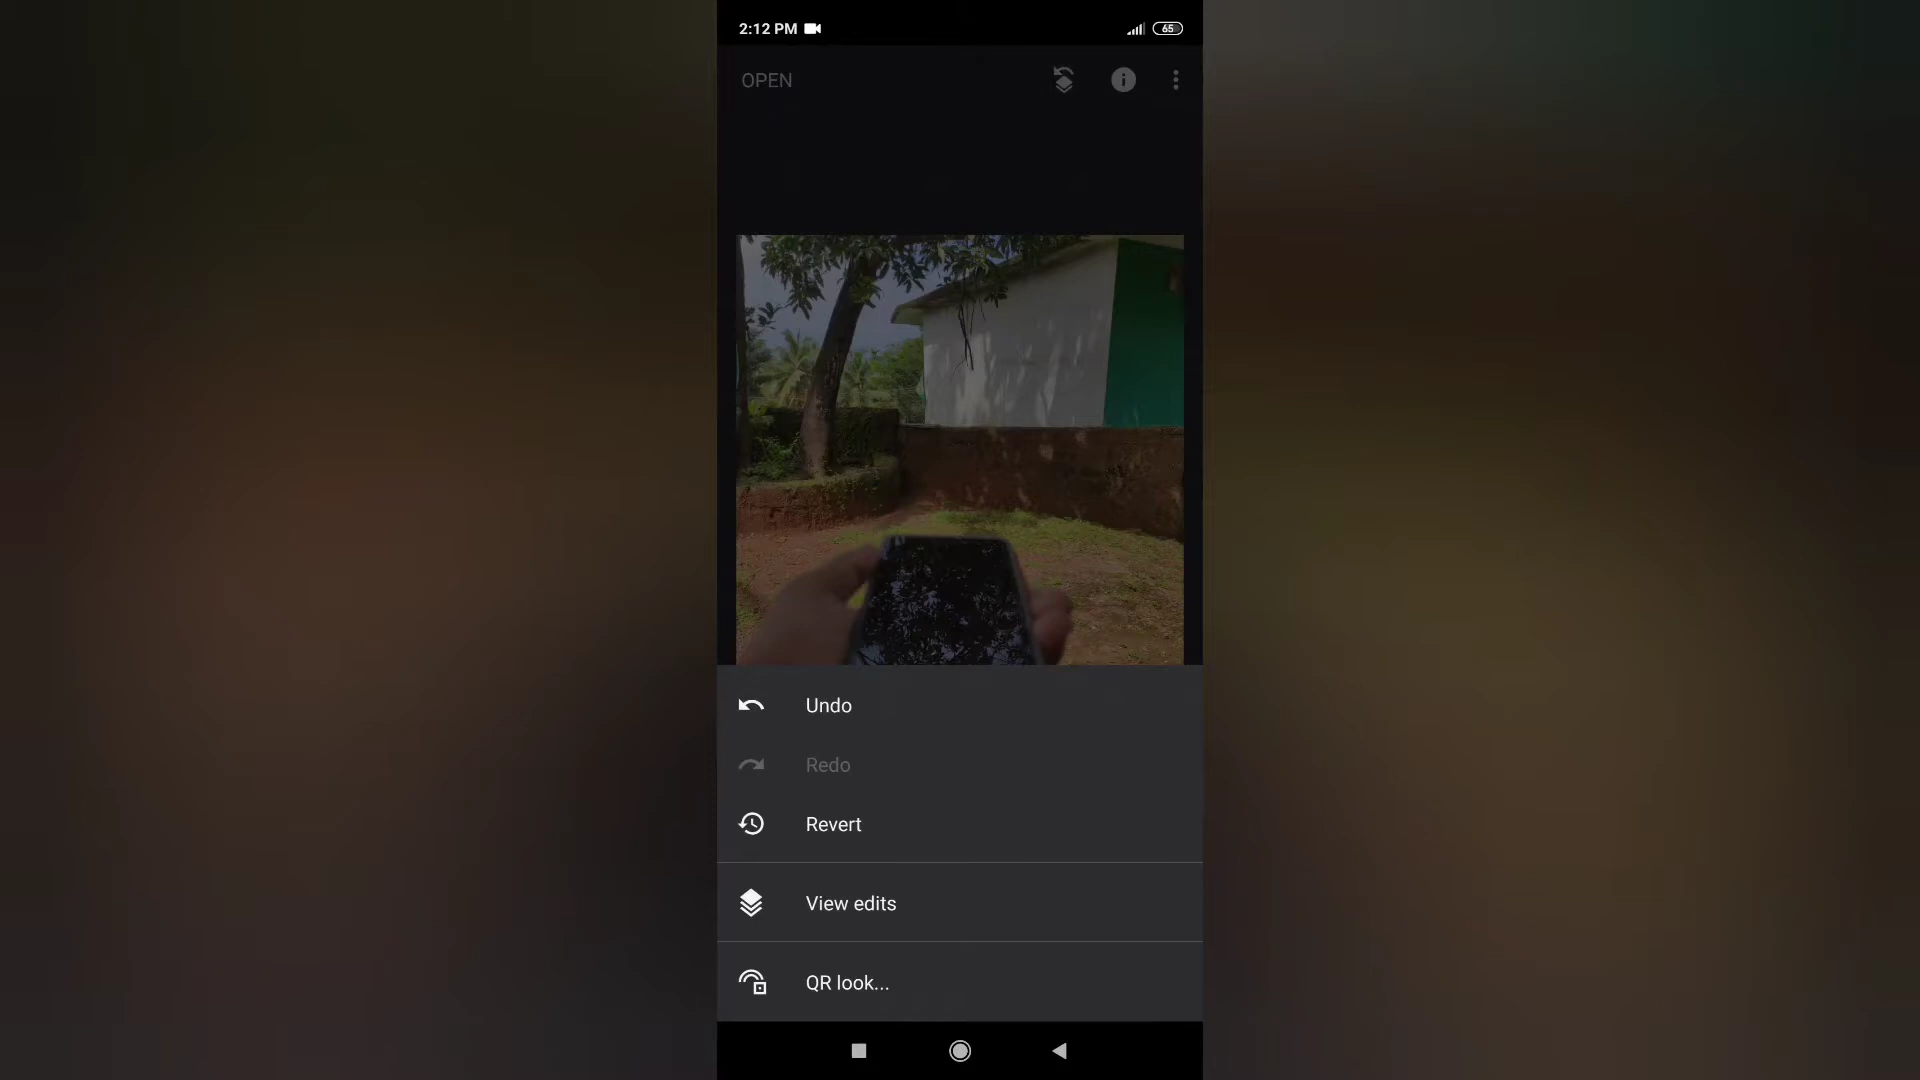 2:12 PM
65
OPEN
Undo
Redo
Revert
View edits
QR look...